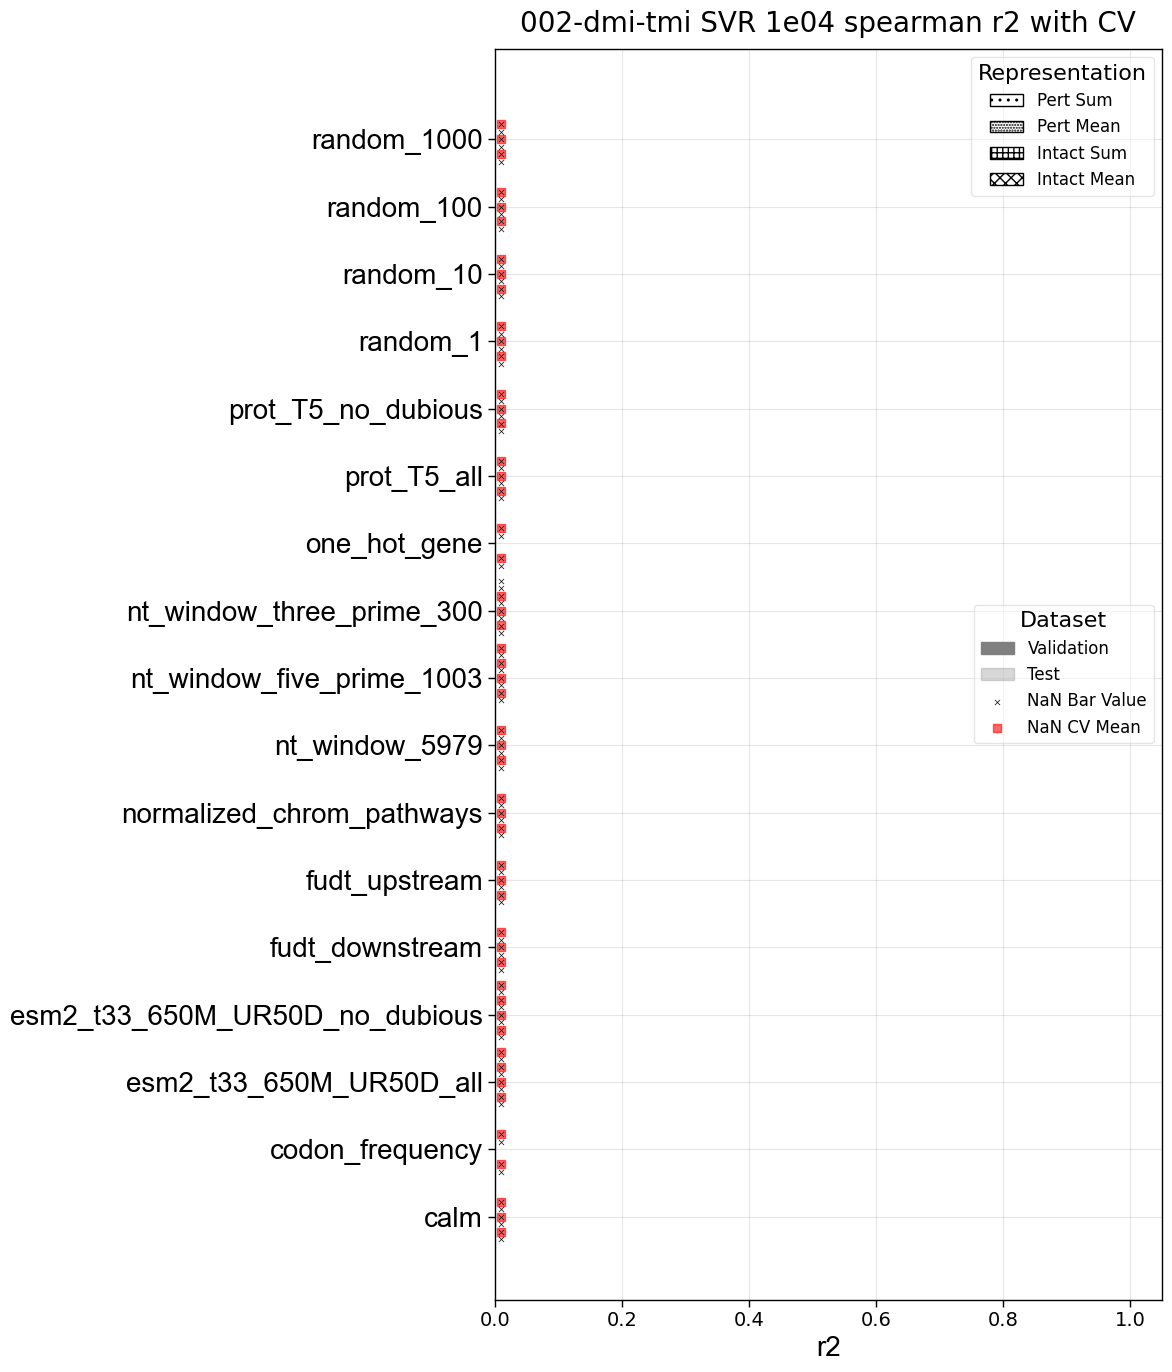 002-dmi-tmi SVR 1e04 spearman r2 with CV
Representation
Pert Sum
Pert Mean
Intact Sum
Intact Mean
random_1000
random_100
random_10
random_1
prot_T5_no_dubious
prot_T5_all
one_hot_gene
nt_window_three_prime_300
nt_window_five_prime_1003
nt_window_5979
normalized_chrom_pathways
fudt_upstream
fudt_downstream
esm2_t33_650M_UR50D_no_dubious
esm2_t33_650M_UR50D_all
codon_frequency
calm
Dataset
Validation
Test
NaN Bar Value
NaN CV Mean
0.0 0.2 0.4 0.6 0.8 1.0
r2